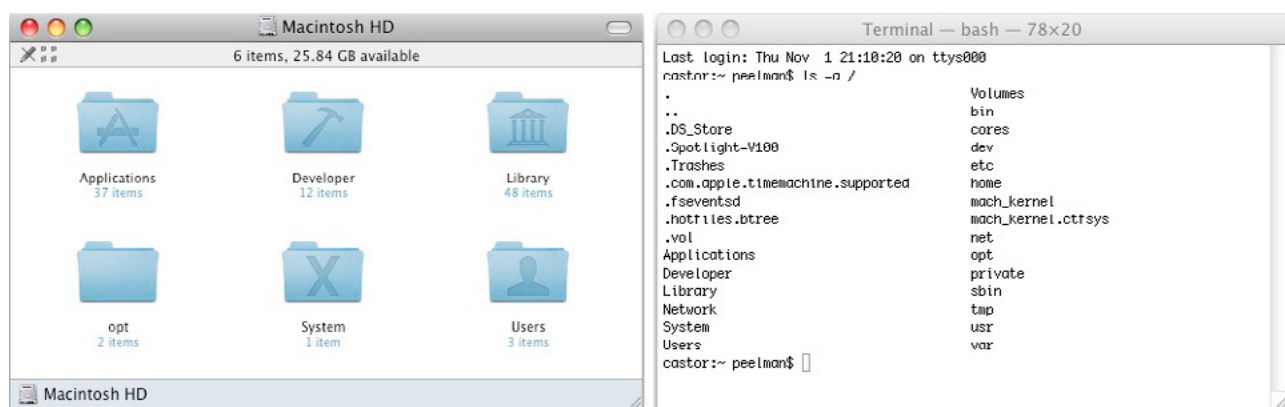 Macintosh HD
6 items, 25.84 GB available
Applications
37 items
Developer
12 items
Library
48 items
opt
2 items
System
1 item
Users
3 items
Macintosh HD
Terminal — bash — 78×20
Last login: Thu Nov  1 21:10:20 on ttys000
castor:~ peelman$ ls -a /
.                                  Volumes
..                                 bin
.DS_Store                          cores
.Spotlight-V100                    dev
.Trashes                           etc
.com.apple.timemachine.supported   home
.fseventsd                         mach_kernel
.hotfiles.btree                    mach_kernel.ctfsys
.vol                               net
Applications                       opt
Developer                          private
Library                            sbin
Network                            tmp
System                             usr
Users                              var
castor:~ peelman$